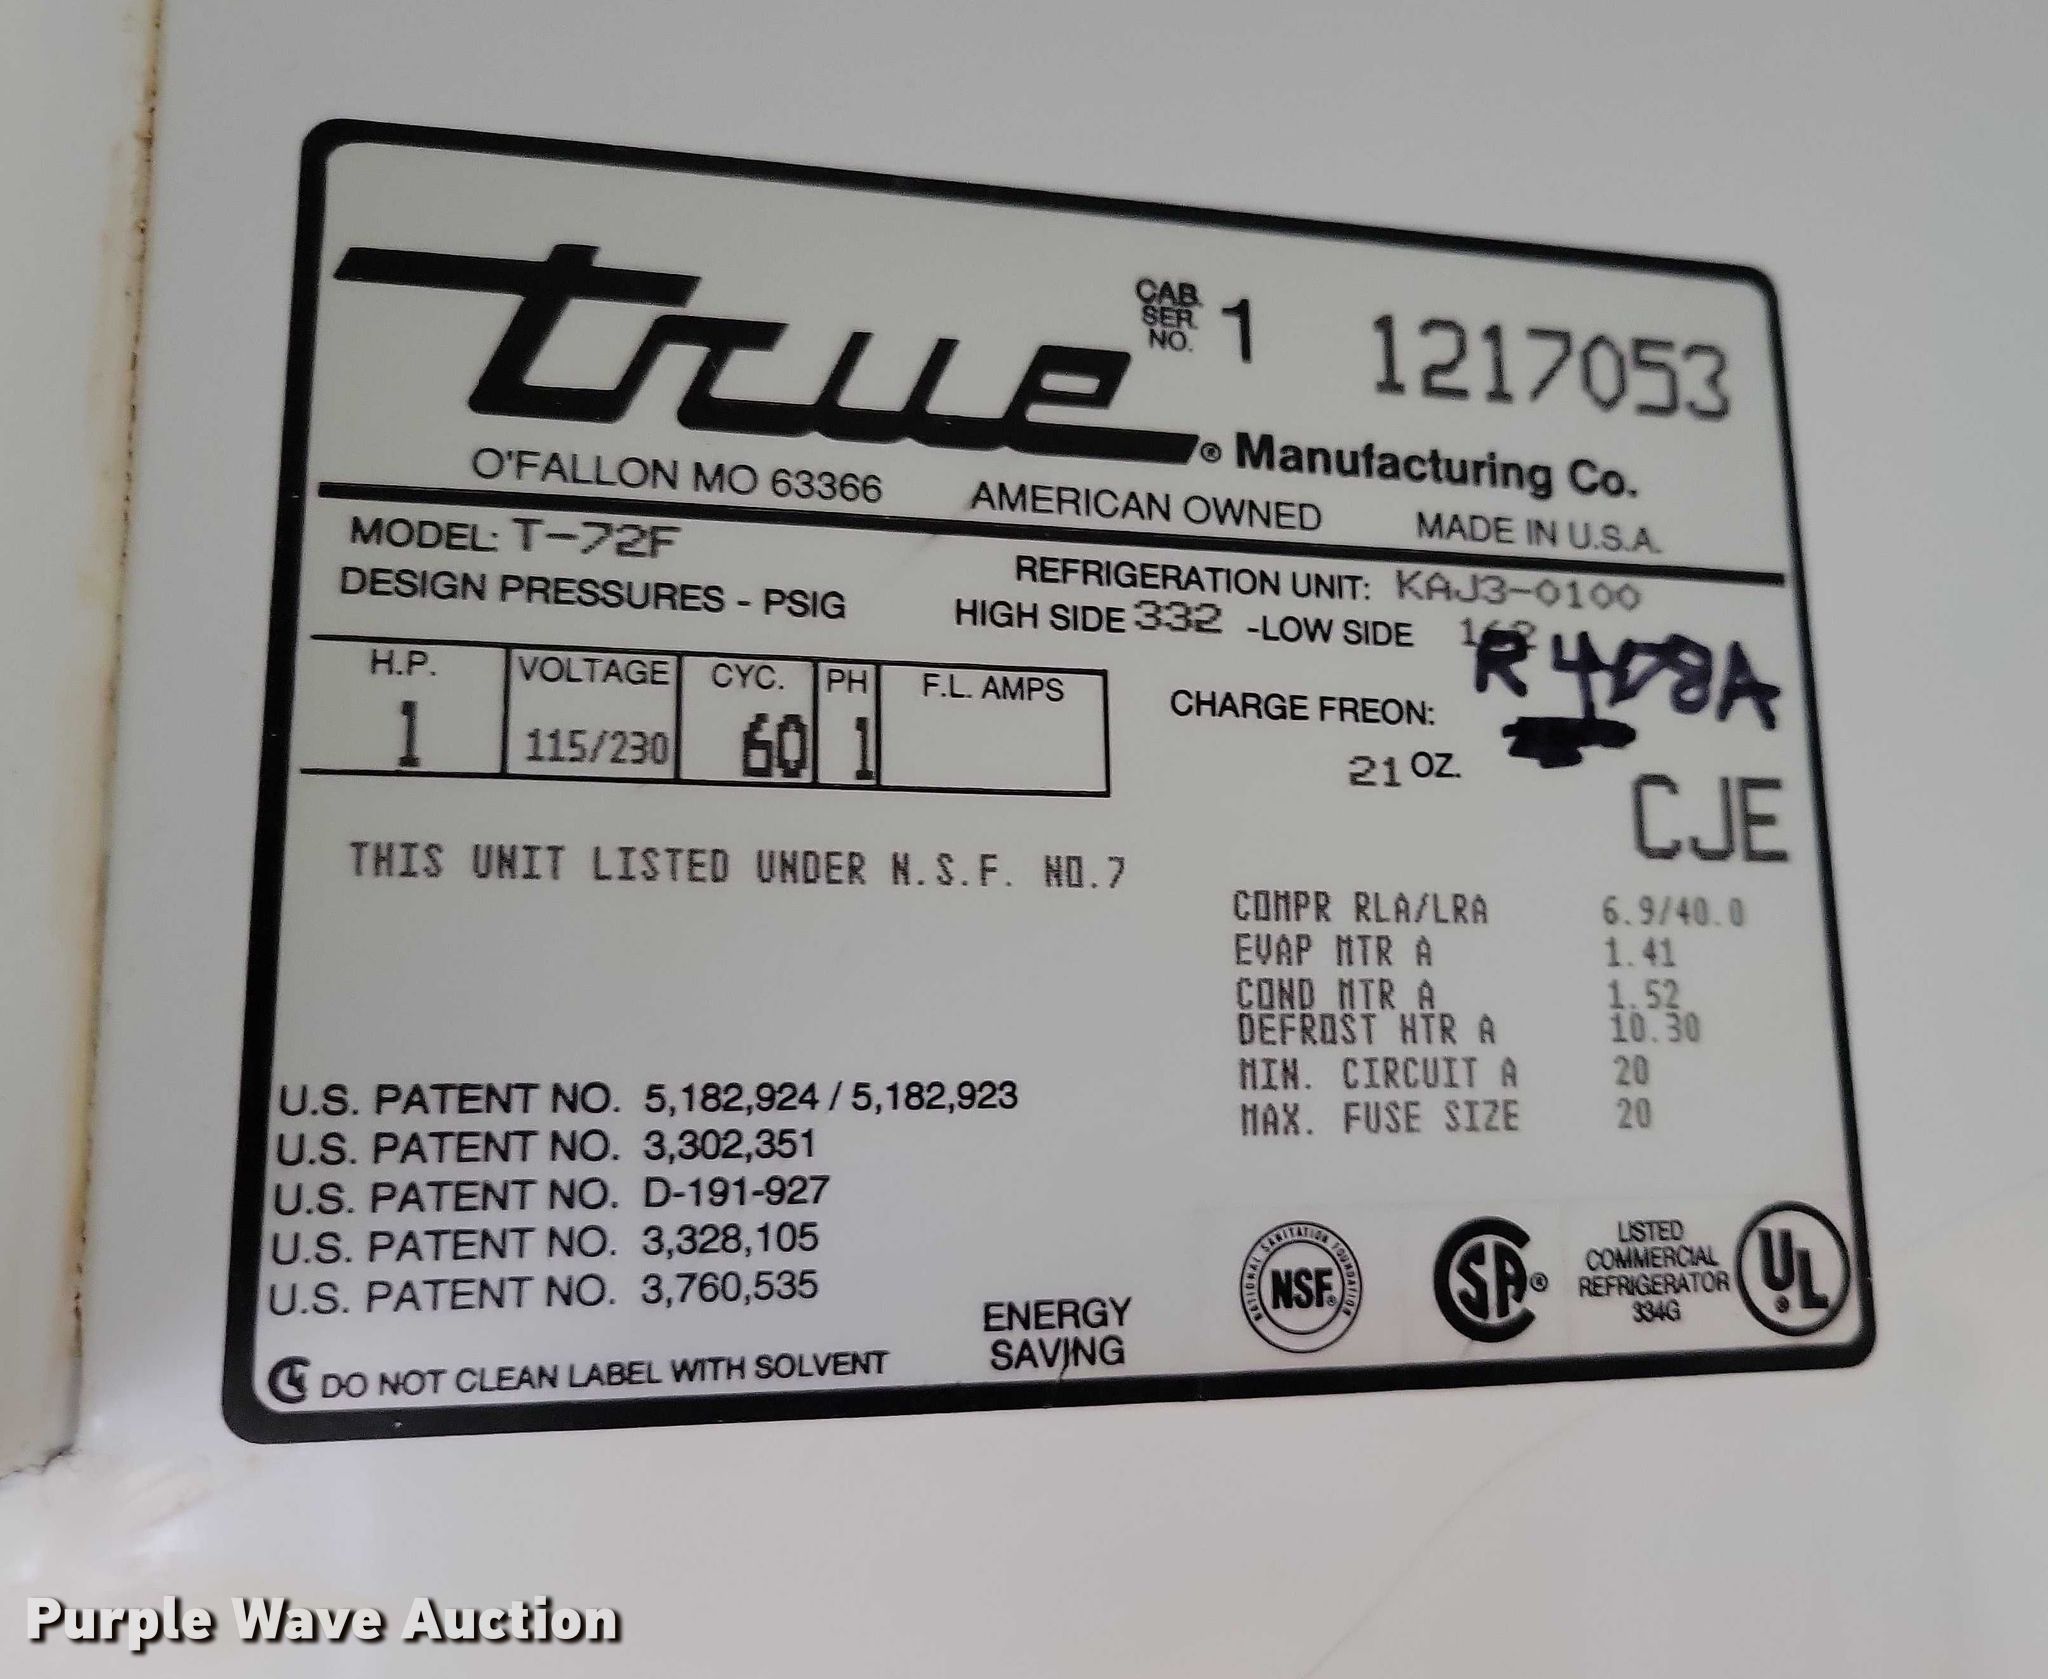 true® Manufacturing Co.
CAB. SER. NO. 1 1217053
O'FALLON MO 63366 AMERICAN OWNED MADE IN U.S.A.
MODEL: T-72F REFRIGERATION UNIT: KAJ3-0100
DESIGN PRESSURES - PSIG HIGH SIDE 332 -LOW SIDE
H.P. VOLTAGE CYC. PH F.L. AMPS
1 115/230 60 1
CHARGE FREON: R408A
21 OZ.
CJE
THIS UNIT LISTED UNDER N.S.F. NO.7
COMPR RLA/LRA 6.9/40.0
EVAP MTR A 1.41
COND MTR A 1.52
DEFROST HTR A 10.30
MIN. CIRCUIT A 20
MAX. FUSE SIZE 20
U.S. PATENT NO. 5,182,924 / 5,182,923
U.S. PATENT NO. 3,302,351
U.S. PATENT NO. D-191-927
U.S. PATENT NO. 3,328,105
U.S. PATENT NO. 3,760,535
DO NOT CLEAN LABEL WITH SOLVENT
ENERGY
SAVING
NATIONAL SANITATION FOUNDATION
NSF®
SA®
LISTED
COMMERCIAL
REFRIGERATOR
334G
UL®
Purple Wave Auction